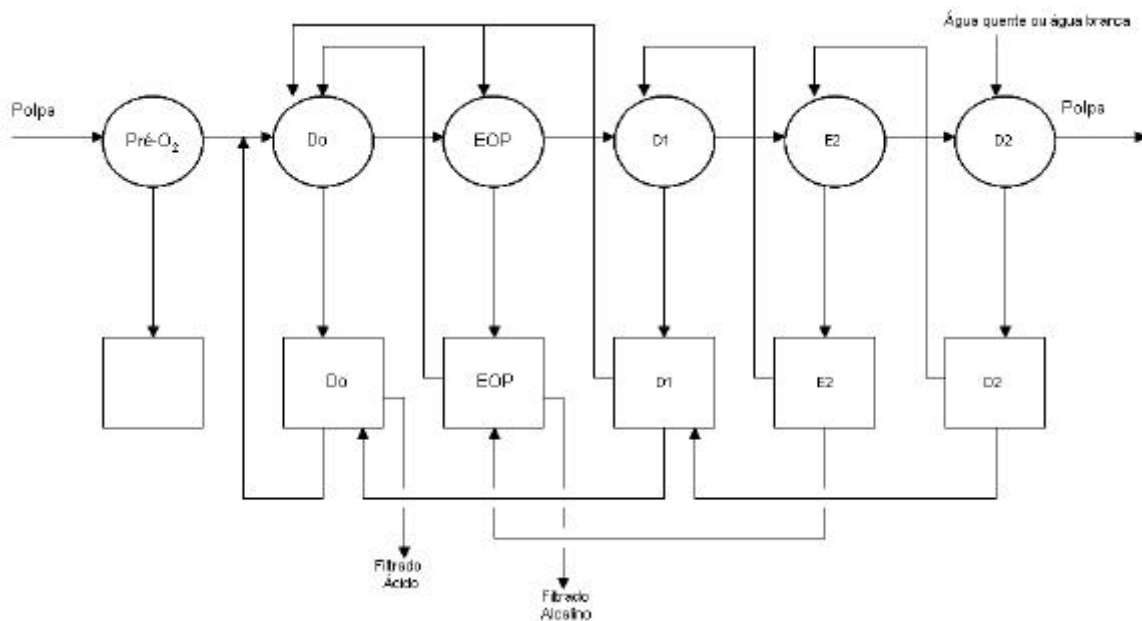 Água quente ou água branca
Polpa
Pré-O₂
Do
EOP
D1
E2
D2
Polpa
Do
EOP
D1
E2
D2
Filtrado
Ácido
Filtrado
Alcalino